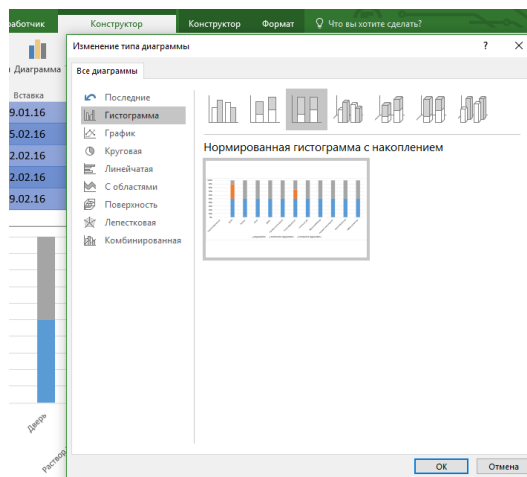 работчик Конструктор Конструктор Формат Что вы хотите сделать?
Изменение типа диаграммы ? X
Диаграмма
Все диаграммы
Вставка
9.01.16
5.02.16
2.02.16
2.02.16
9.02.16
Последние
Гистограмма
График
Круговая
Линейчатая
С областями
Поверхность
Лепестковая
Комбинированная
Нормированная гистограмма с накоплением
Дверь
Раствор
ОК Отмена